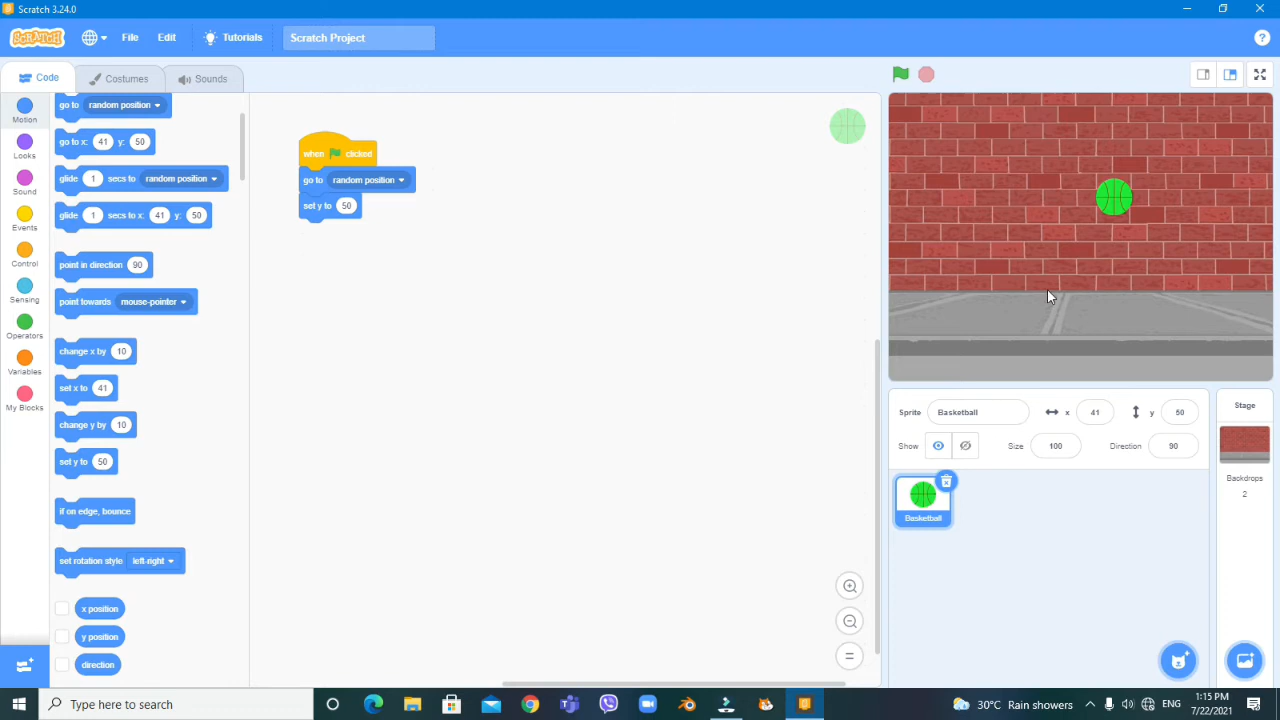 Scratch 3.24.0
SCRATCH File Edit Tutorials Scratch Project ?
Code Costumes Sounds
Motion
Looks
Sound
Events
Control
Sensing
Operators
Variables
My Blocks
go to random position
go to x: 41 y: 50
glide 1 secs to random position
glide 1 secs to x: 41 y: 50
point in direction 90
point towards mouse-pointer
change x by 10
set x to 41
change y by 10
set y to 50
if on edge, bounce
set rotation style left-right
x position
y position
direction
when clicked
go to random position
set y to 50
Sprite Basketball x 41 y 50
Show Size 100 Direction 90
Basketball
Stage
Backdrops
2
Type here to search
30°C Rain showers ENG
1:15 PM
7/22/2021